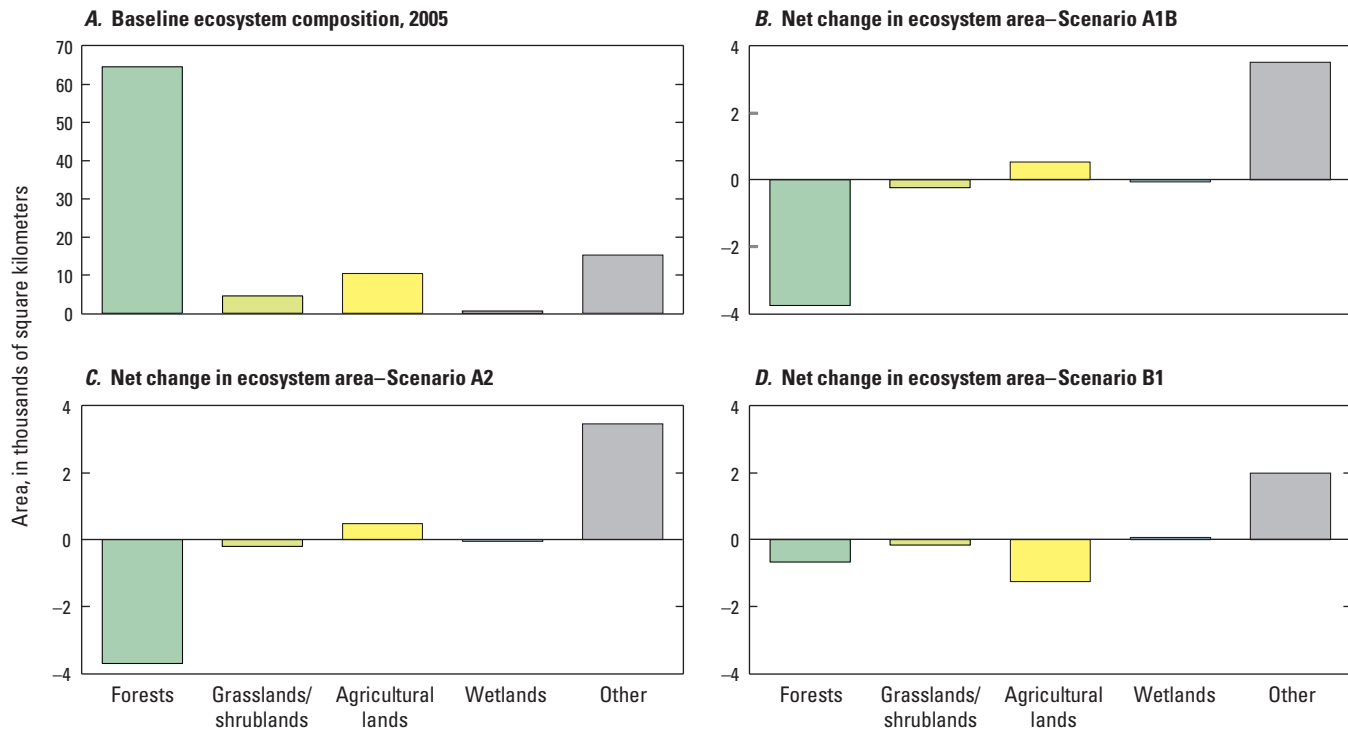 A. Baseline ecosystem composition, 2005
70
60
50
40
30
20
10
0
B. Net change in ecosystem area–Scenario A1B
4
2
0
–2
–4
Area, in thousands of square kilometers
C. Net change in ecosystem area–Scenario A2
4
2
0
–2
–4
Forests
Grasslands/
shrublands
Agricultural
lands
Wetlands
Other
D. Net change in ecosystem area–Scenario B1
4
2
0
–2
–4
Forests
Grasslands/
shrublands
Agricultural
lands
Wetlands
Other